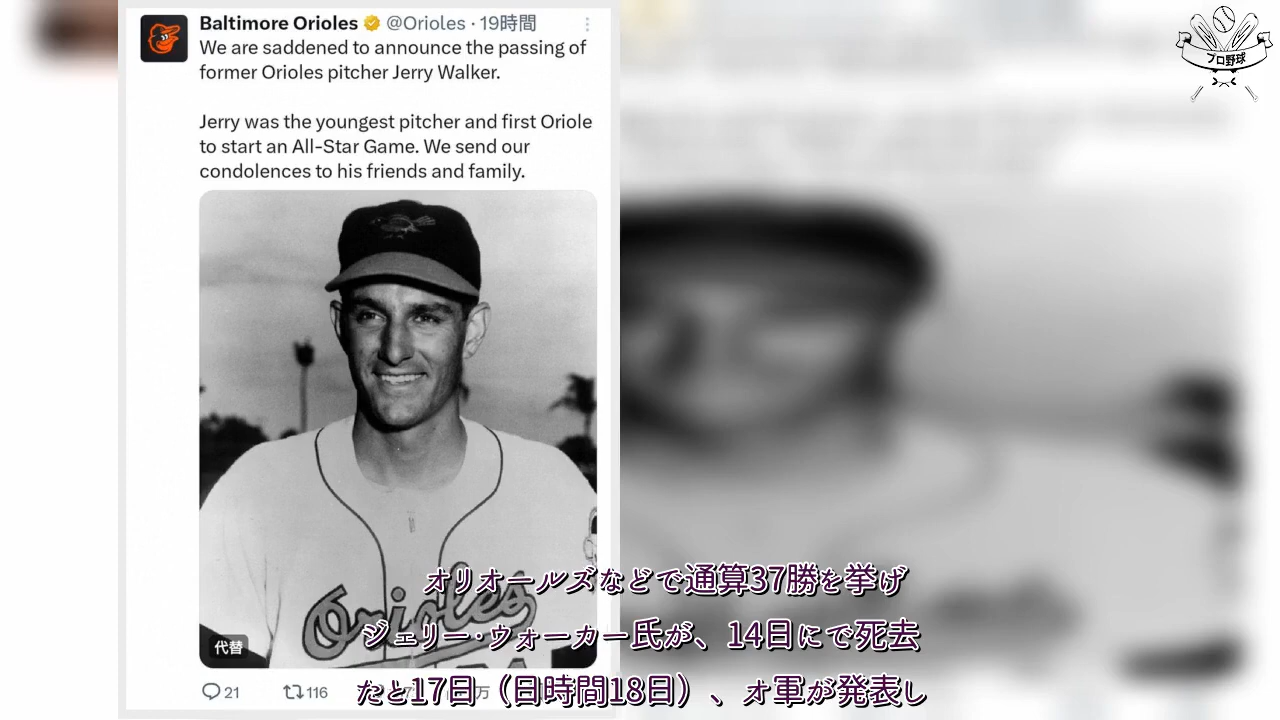 Baltimore Orioles @Orioles · 19時間
We are saddened to announce the passing of
former Orioles pitcher Jerry Walker.
Jerry was the youngest pitcher and first Oriole
to start an All-Star Game. We send our
condolences to his friends and family.
プロ野球
Orioles
代替
21 116 万
オリオールズなどで通算37勝を挙げ
ジェリー・ウォーカー氏が、14日にで死去
たと17日（日時間18日）、オ軍が発表し